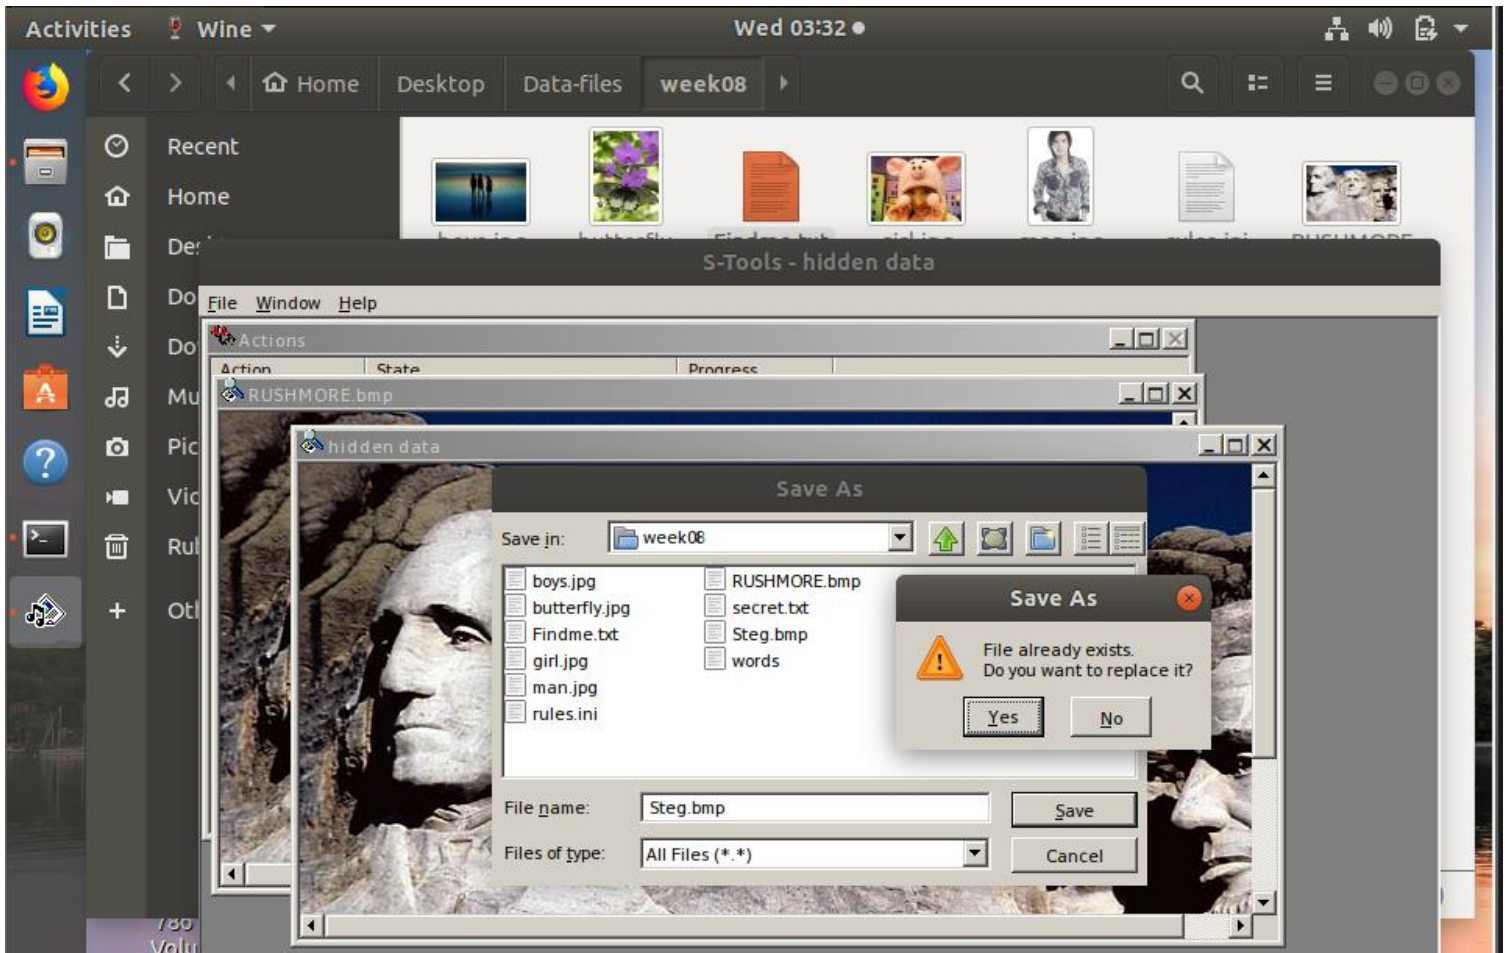 Activities Wine Wed 03:32
Home Desktop Data-files week08
Recent
Home
S-Tools - hidden data
File Window Help
Actions
Action State Progress
RUSHMORE.bmp
hidden data
Save As
Save in: week08
boys.jpg
butterfly.jpg
Findme.txt
girl.jpg
man.jpg
rules.ini
RUSHMORE.bmp
secret.txt
Steg.bmp
words
Save As
File already exists.
Do you want to replace it?
Yes No
File name: Steg.bmp Save
Files of type: All Files (*.*) Cancel